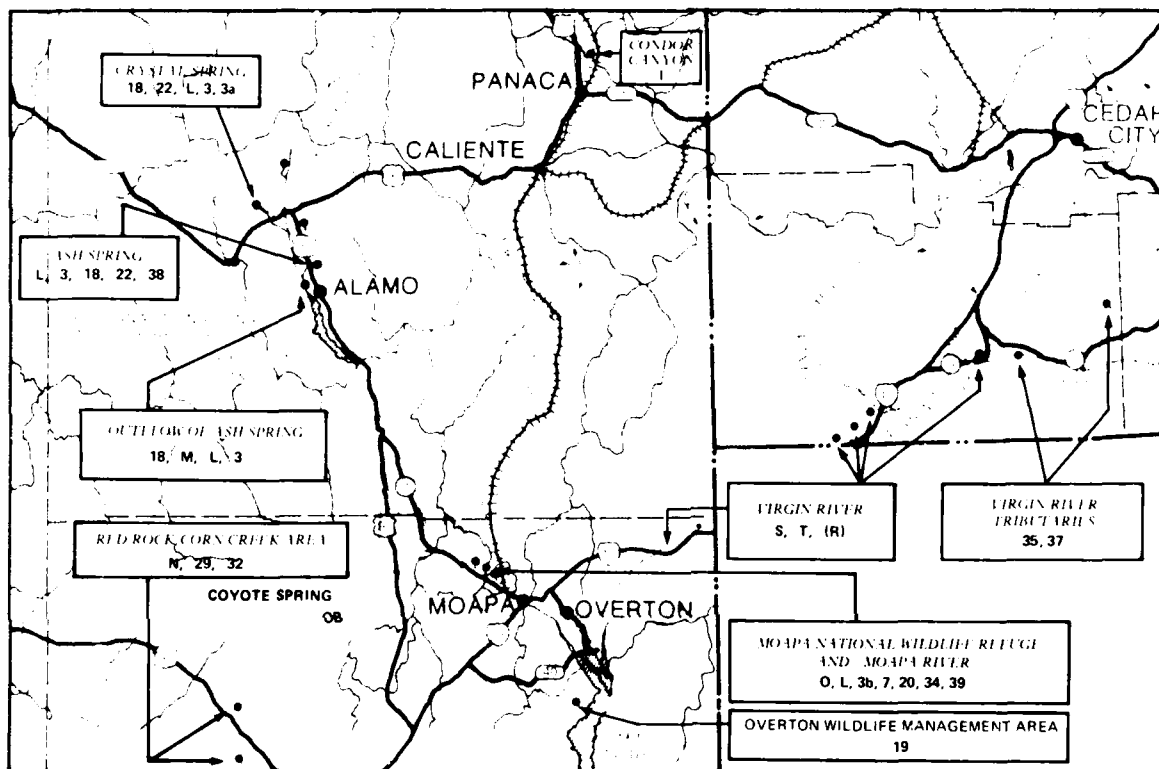 CONDOR
CANYON
PANACA
CRYSTAL SPRING
18, 22, L, 3, 3a
CEDAR
CITY
CALIENTE
ASH SPRING
L, 3, 18, 22, 38
ALAMO
OUTFLOW OF ASH SPRING
18, M, L, 3
VIRGIN RIVER
S, T, (R)
VIRGIN RIVER
TRIBUTARIES
35, 37
RED ROCK CORN CREEK AREA
N, 29, 32
COYOTE SPRING
MOAPA
OVERTON
MOAPA NATIONAL WILDLIFE REFUGE
AND MOAPA RIVER
O, L, 3b, 7, 20, 34, 39
OVERTON WILDLIFE MANAGEMENT AREA
19